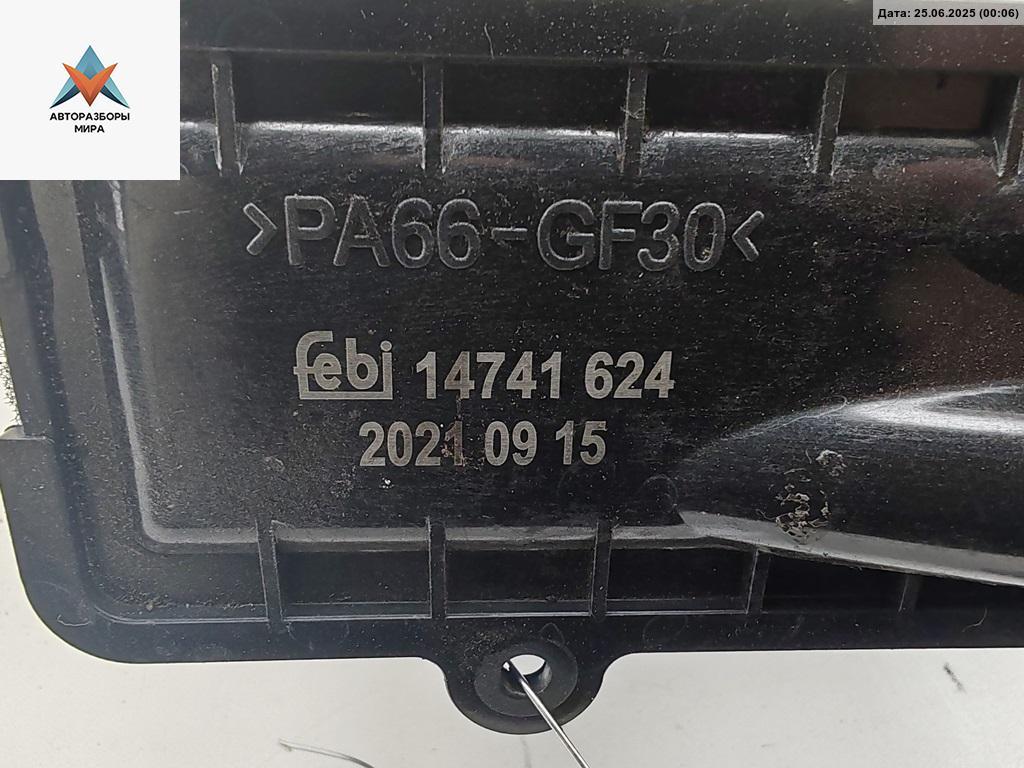 Дата: 25.06.2025 (00:06)
АВТОРАЗБОРЫ
МИРА
>PA66-GF30<
febi 14741 624
2021 09 15